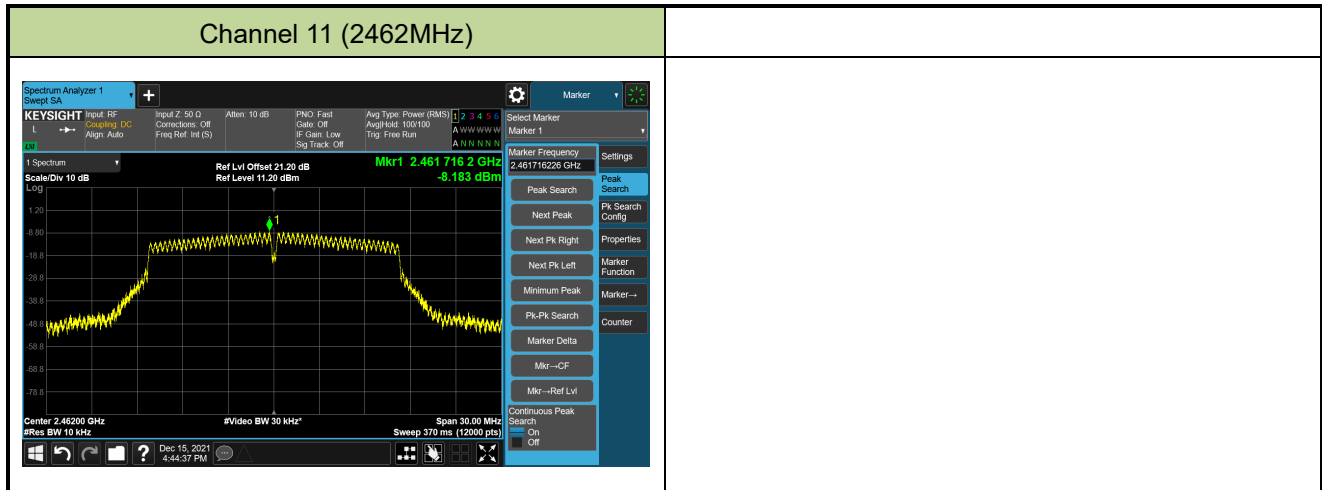 Channel 11 (2462MHz)
Spectrum Analyzer 1
Swept SA
Marker
KEYSIGHT
L
Input: RF
Coupling: DC
Align: Auto
Input Z: 50 Ω
Corrections: Off
Freq Ref: Int (S)
Atten: 10 dB
PNO: Fast
Gate: Off
IF Gain: Low
Sig Track: Off
Avg Type: Power (RMS)
Avg|Hold: 100/100
Trig: Free Run
1 2 3 4 5 6
A W W W W W
A N N N N N
Select Marker
Marker 1
1 Spectrum
Scale/Div 10 dB
Log
Ref Lvl Offset 21.20 dB
Ref Level 11.20 dBm
Mkr1 2.461 716 2 GHz
-8.183 dBm
1
1.20
-8.80
-18.8
-28.8
-38.8
-48.8
-58.8
-68.8
-78.8
Center 2.46200 GHz
#Res BW 10 kHz
#Video BW 30 kHz*
Span 30.00 MHz
Sweep 370 ms (12000 pts)
Marker Frequency
2.461716226 GHz
Peak Search
Next Peak
Next Pk Right
Next Pk Left
Minimum Peak
Pk-Pk Search
Marker Delta
Mkr→CF
Mkr→Ref Lvl
Continuous Peak
Search
On
Off
Settings
Peak
Search
Pk Search
Config
Properties
Marker
Function
Marker→
Counter
?
Dec 15, 2021
4:44:37 PM